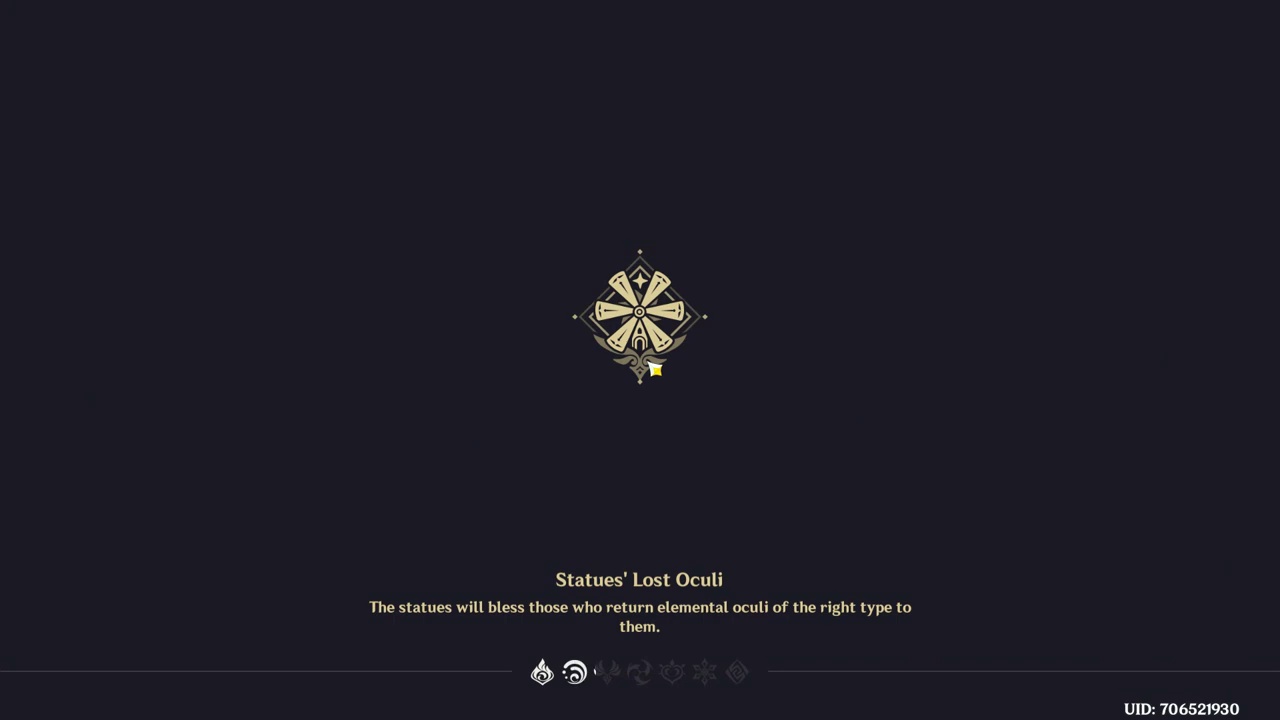 Statues' Lost Oculi
The statues will bless those who return elemental oculi of the right type to
them.
UID: 706521930